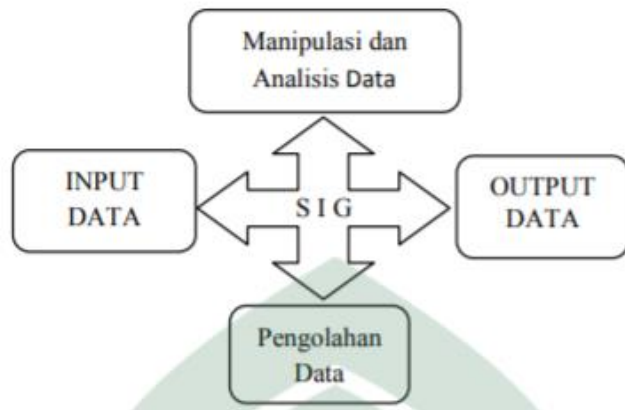 Manipulasi dan
Analisis Data
INPUT
DATA
S I G
OUTPUT
DATA
Pengolahan
Data